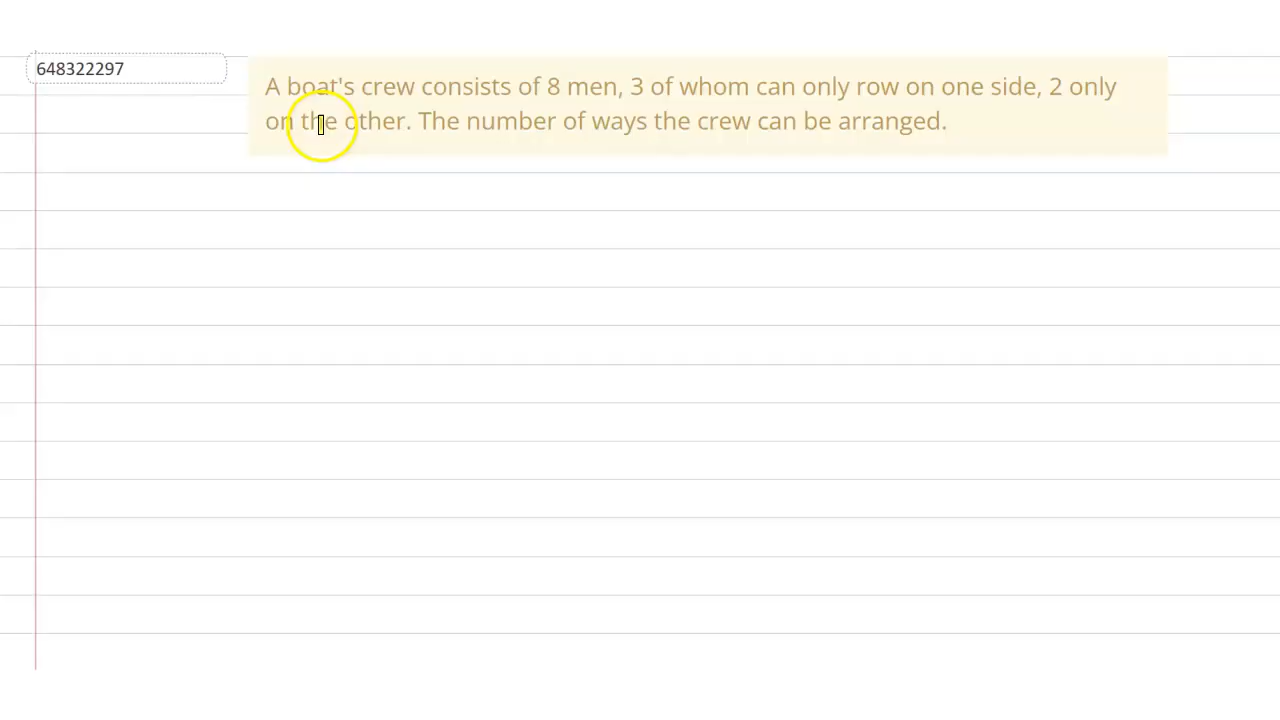 648322297
A boat's crew consists of 8 men, 3 of whom can only row on one side, 2 only
on the other. The number of ways the crew can be arranged.